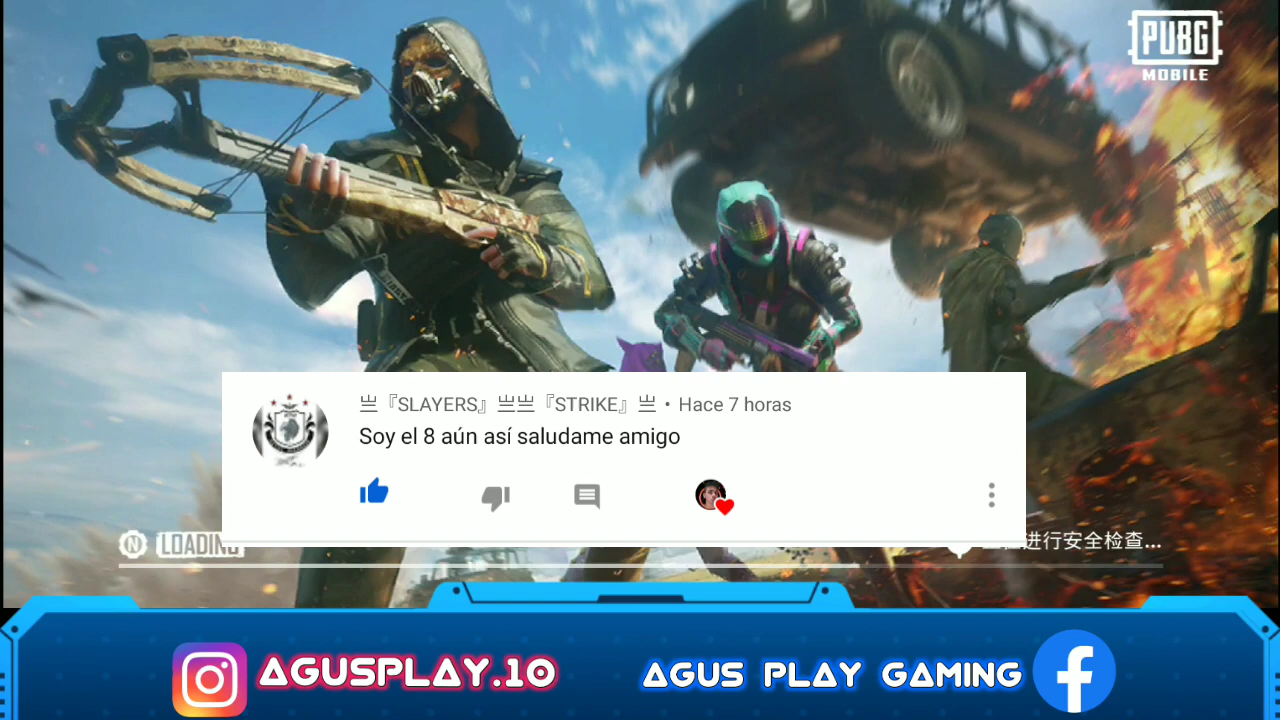 PUBG
MOBILE
亗『SLAYERS』亗亗『STRIKE』亗 • Hace 7 horas
Soy el 8 aún así saludame amigo
LOADING
进行安全检查...
AGUSPLAY.10
AGUS PLAY GAMING